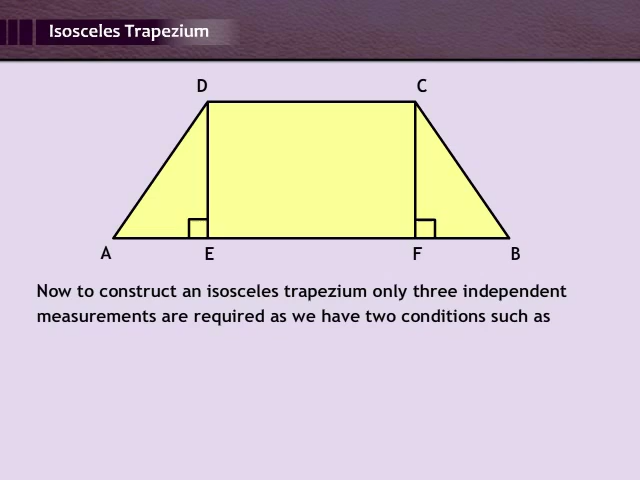 Isosceles Trapezium
D C
A E F B
Now to construct an isosceles trapezium only three independent
measurements are required as we have two conditions such as